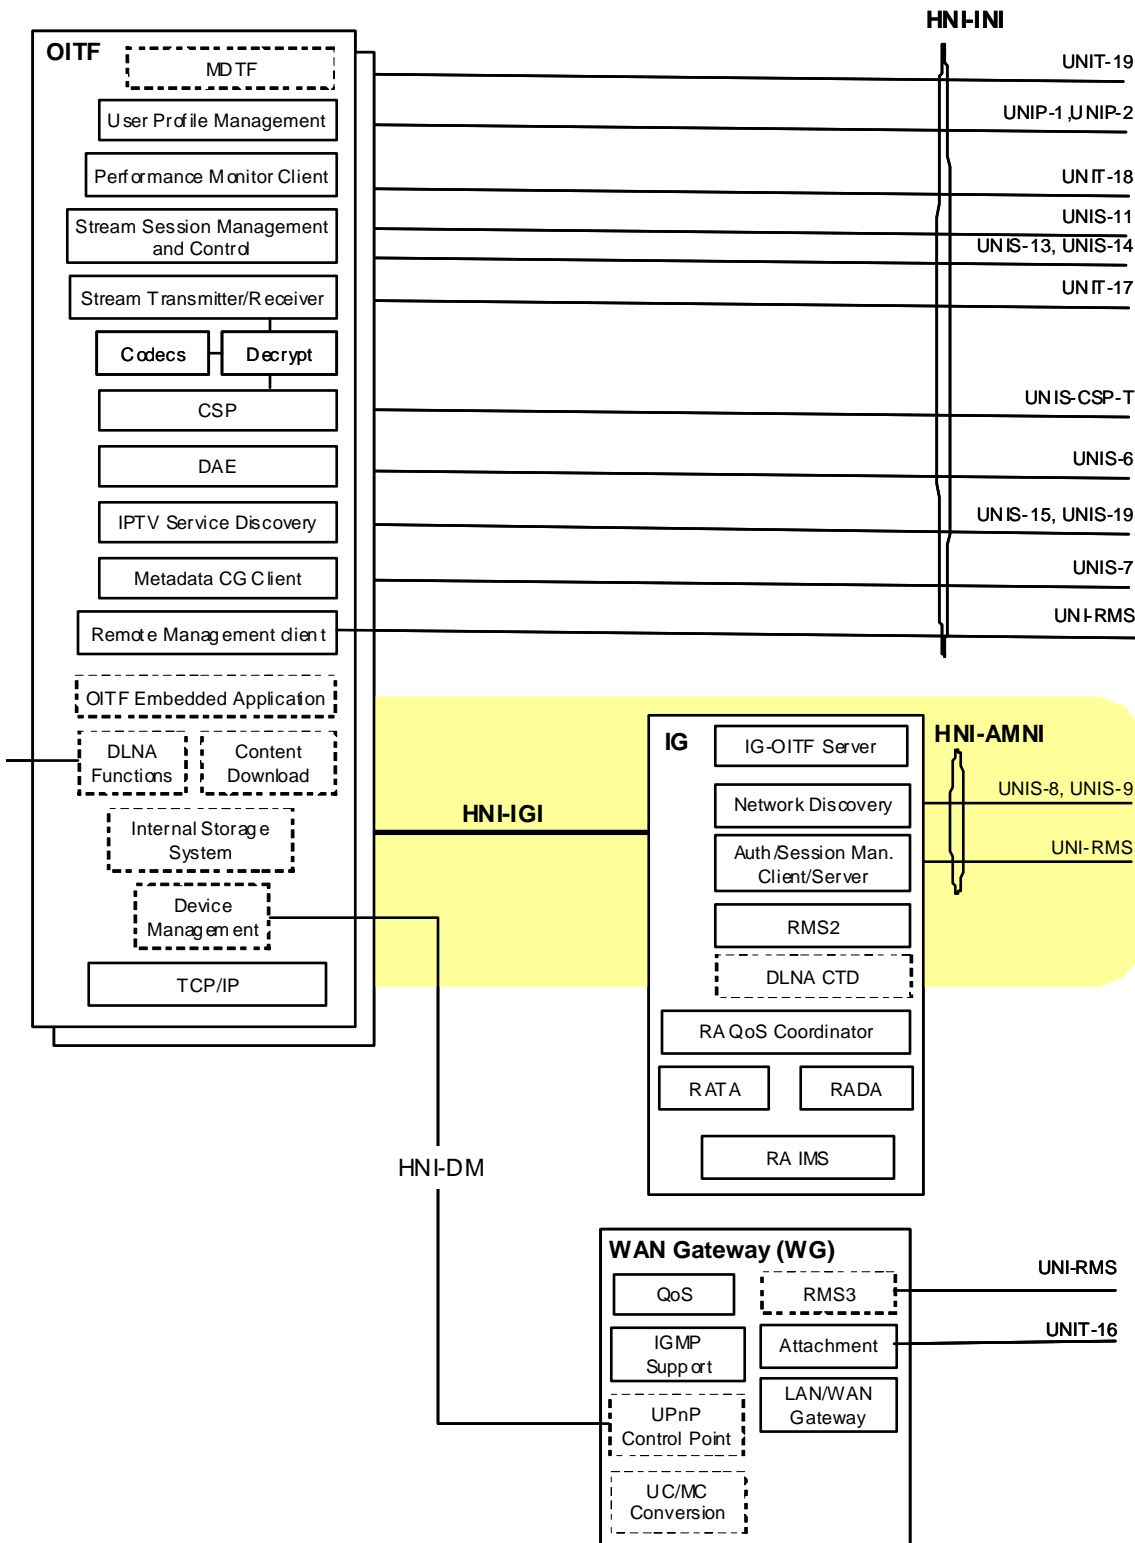 HNI-INI
OITF
MDTF
UNIT-19
User Profile Management
UNIP-1,UNIP-2
Performance Monitor Client
UNIT-18
Stream Session Management
and Control
UNIS-11
UNIS-13, UNIS-14
Stream Transmitter/Receiver
UNIT-17
Codecs
Decrypt
CSP
UNIS-CSP-T
DAE
UNIS-6
IPTV Service Discovery
UNIS-15, UNIS-19
Metadata CG Client
UNIS-7
Remote Management client
UNI-RMS
OITF Embedded Application
DLNA
Functions
Content
Download
Internal Storage
System
Device
Management
TCP/IP
HNI-IGI
IG
IG-OITF Server
HNI-AMNI
Network Discovery
UNIS-8, UNIS-9
Auth/Session Man.
Client/Server
UNI-RMS
RMS2
DLNA CTD
RA QoS Coordinator
RATA
RADA
RA IMS
HNI-DM
WAN Gateway (WG)
QoS
RMS3
UNI-RMS
IGMP
Support
Attachment
UNIT-16
LAN/WAN
Gateway
UPnP
Control Point
UC/MC
Conversion